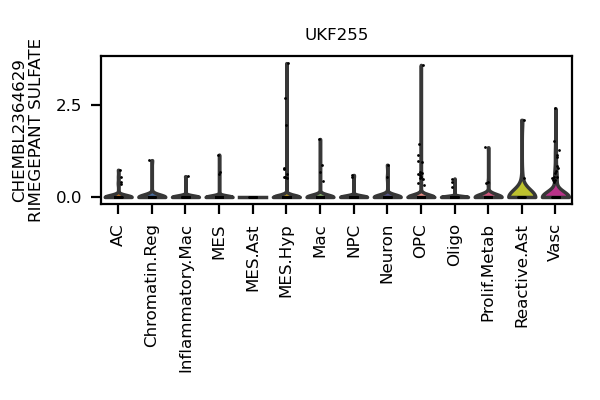 UKF255
CHEMBL2364629
RIMEGEPANT SULFATE
2.5
0.0
AC
Chromatin.Reg
Inflammatory.Mac
MES
MES.Ast
MES.Hyp
Mac
NPC
Neuron
OPC
Oligo
Prolif.Metab
Reactive.Ast
Vasc